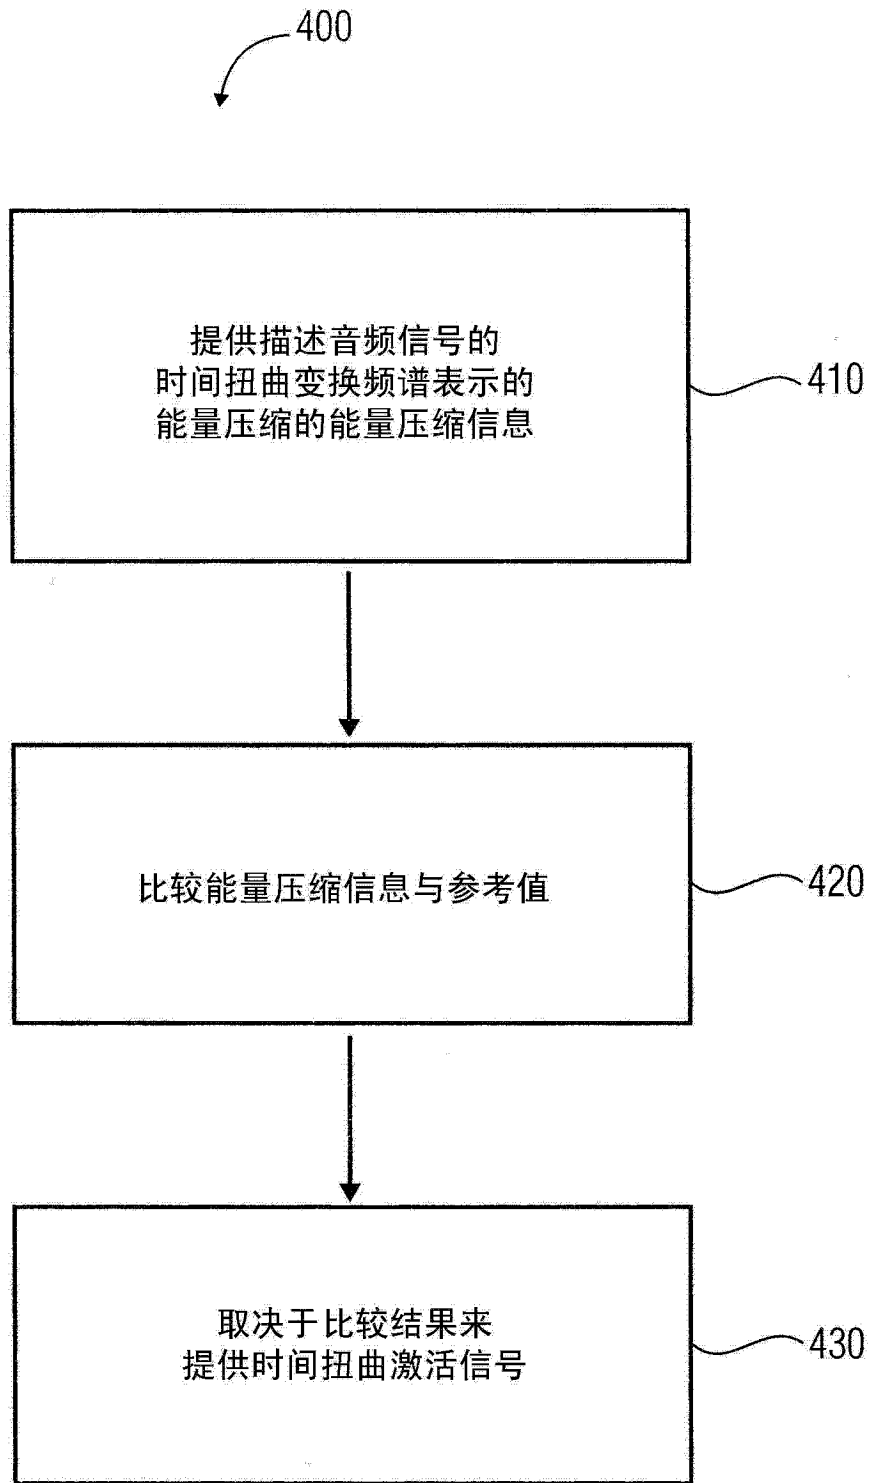 400
提供描述音频信号的
时间扭曲变换频谱表示的
能量压缩的能量压缩信息
410
比较能量压缩信息与参考值
420
取决于比较结果来
提供时间扭曲激活信号
430